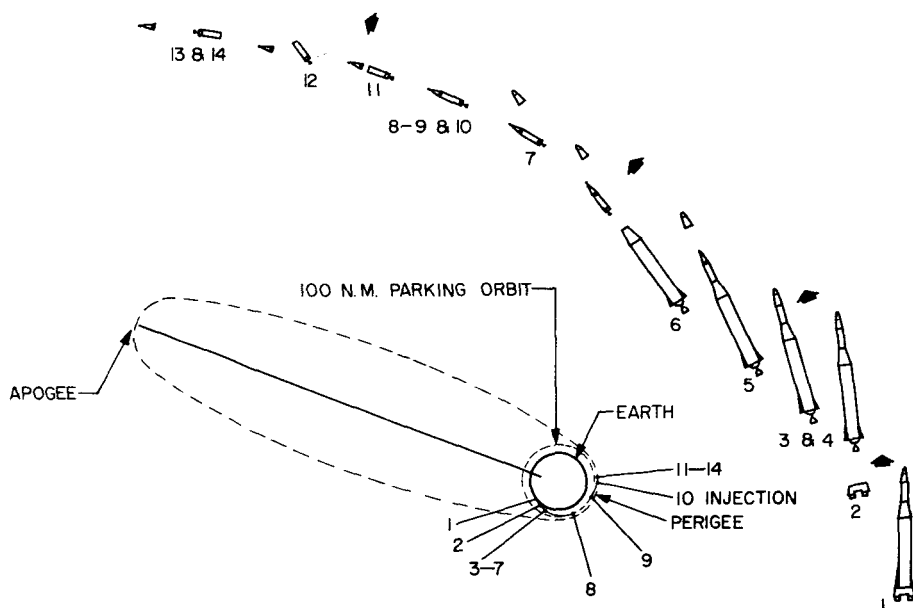 13 & 14
12
11
8-9 & 10
7
6
5
3 & 4
2
1
100 N.M. PARKING ORBIT
APOGEE
EARTH
11-14
10 INJECTION
PERIGEE
9
8
3-7
2
1